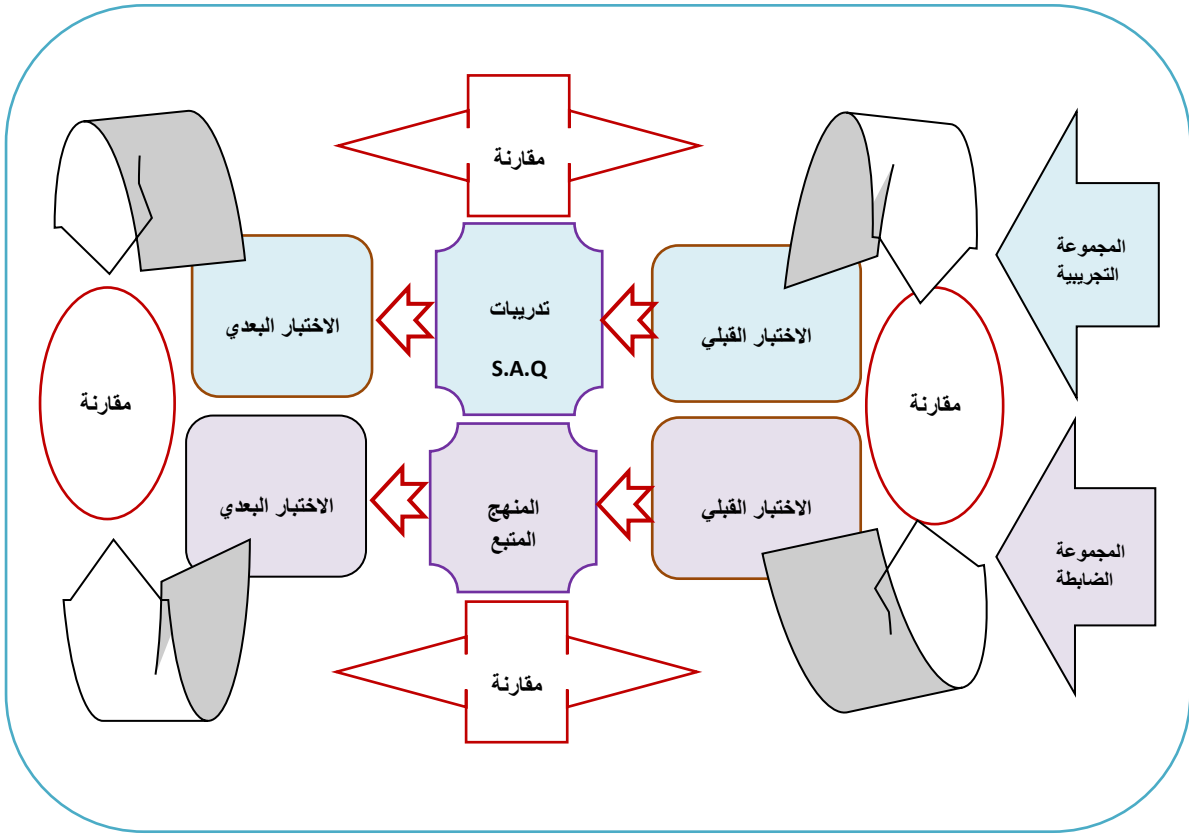 مقارنة
المجموعة
التجريبية
الاختبار القبلي
تدريبات
S.A.Q
الاختبار البعدي
مقارنة
مقارنة
المجموعة
الضابطة
الاختبار القبلي
المنهج
المتبع
الاختبار البعدي
مقارنة